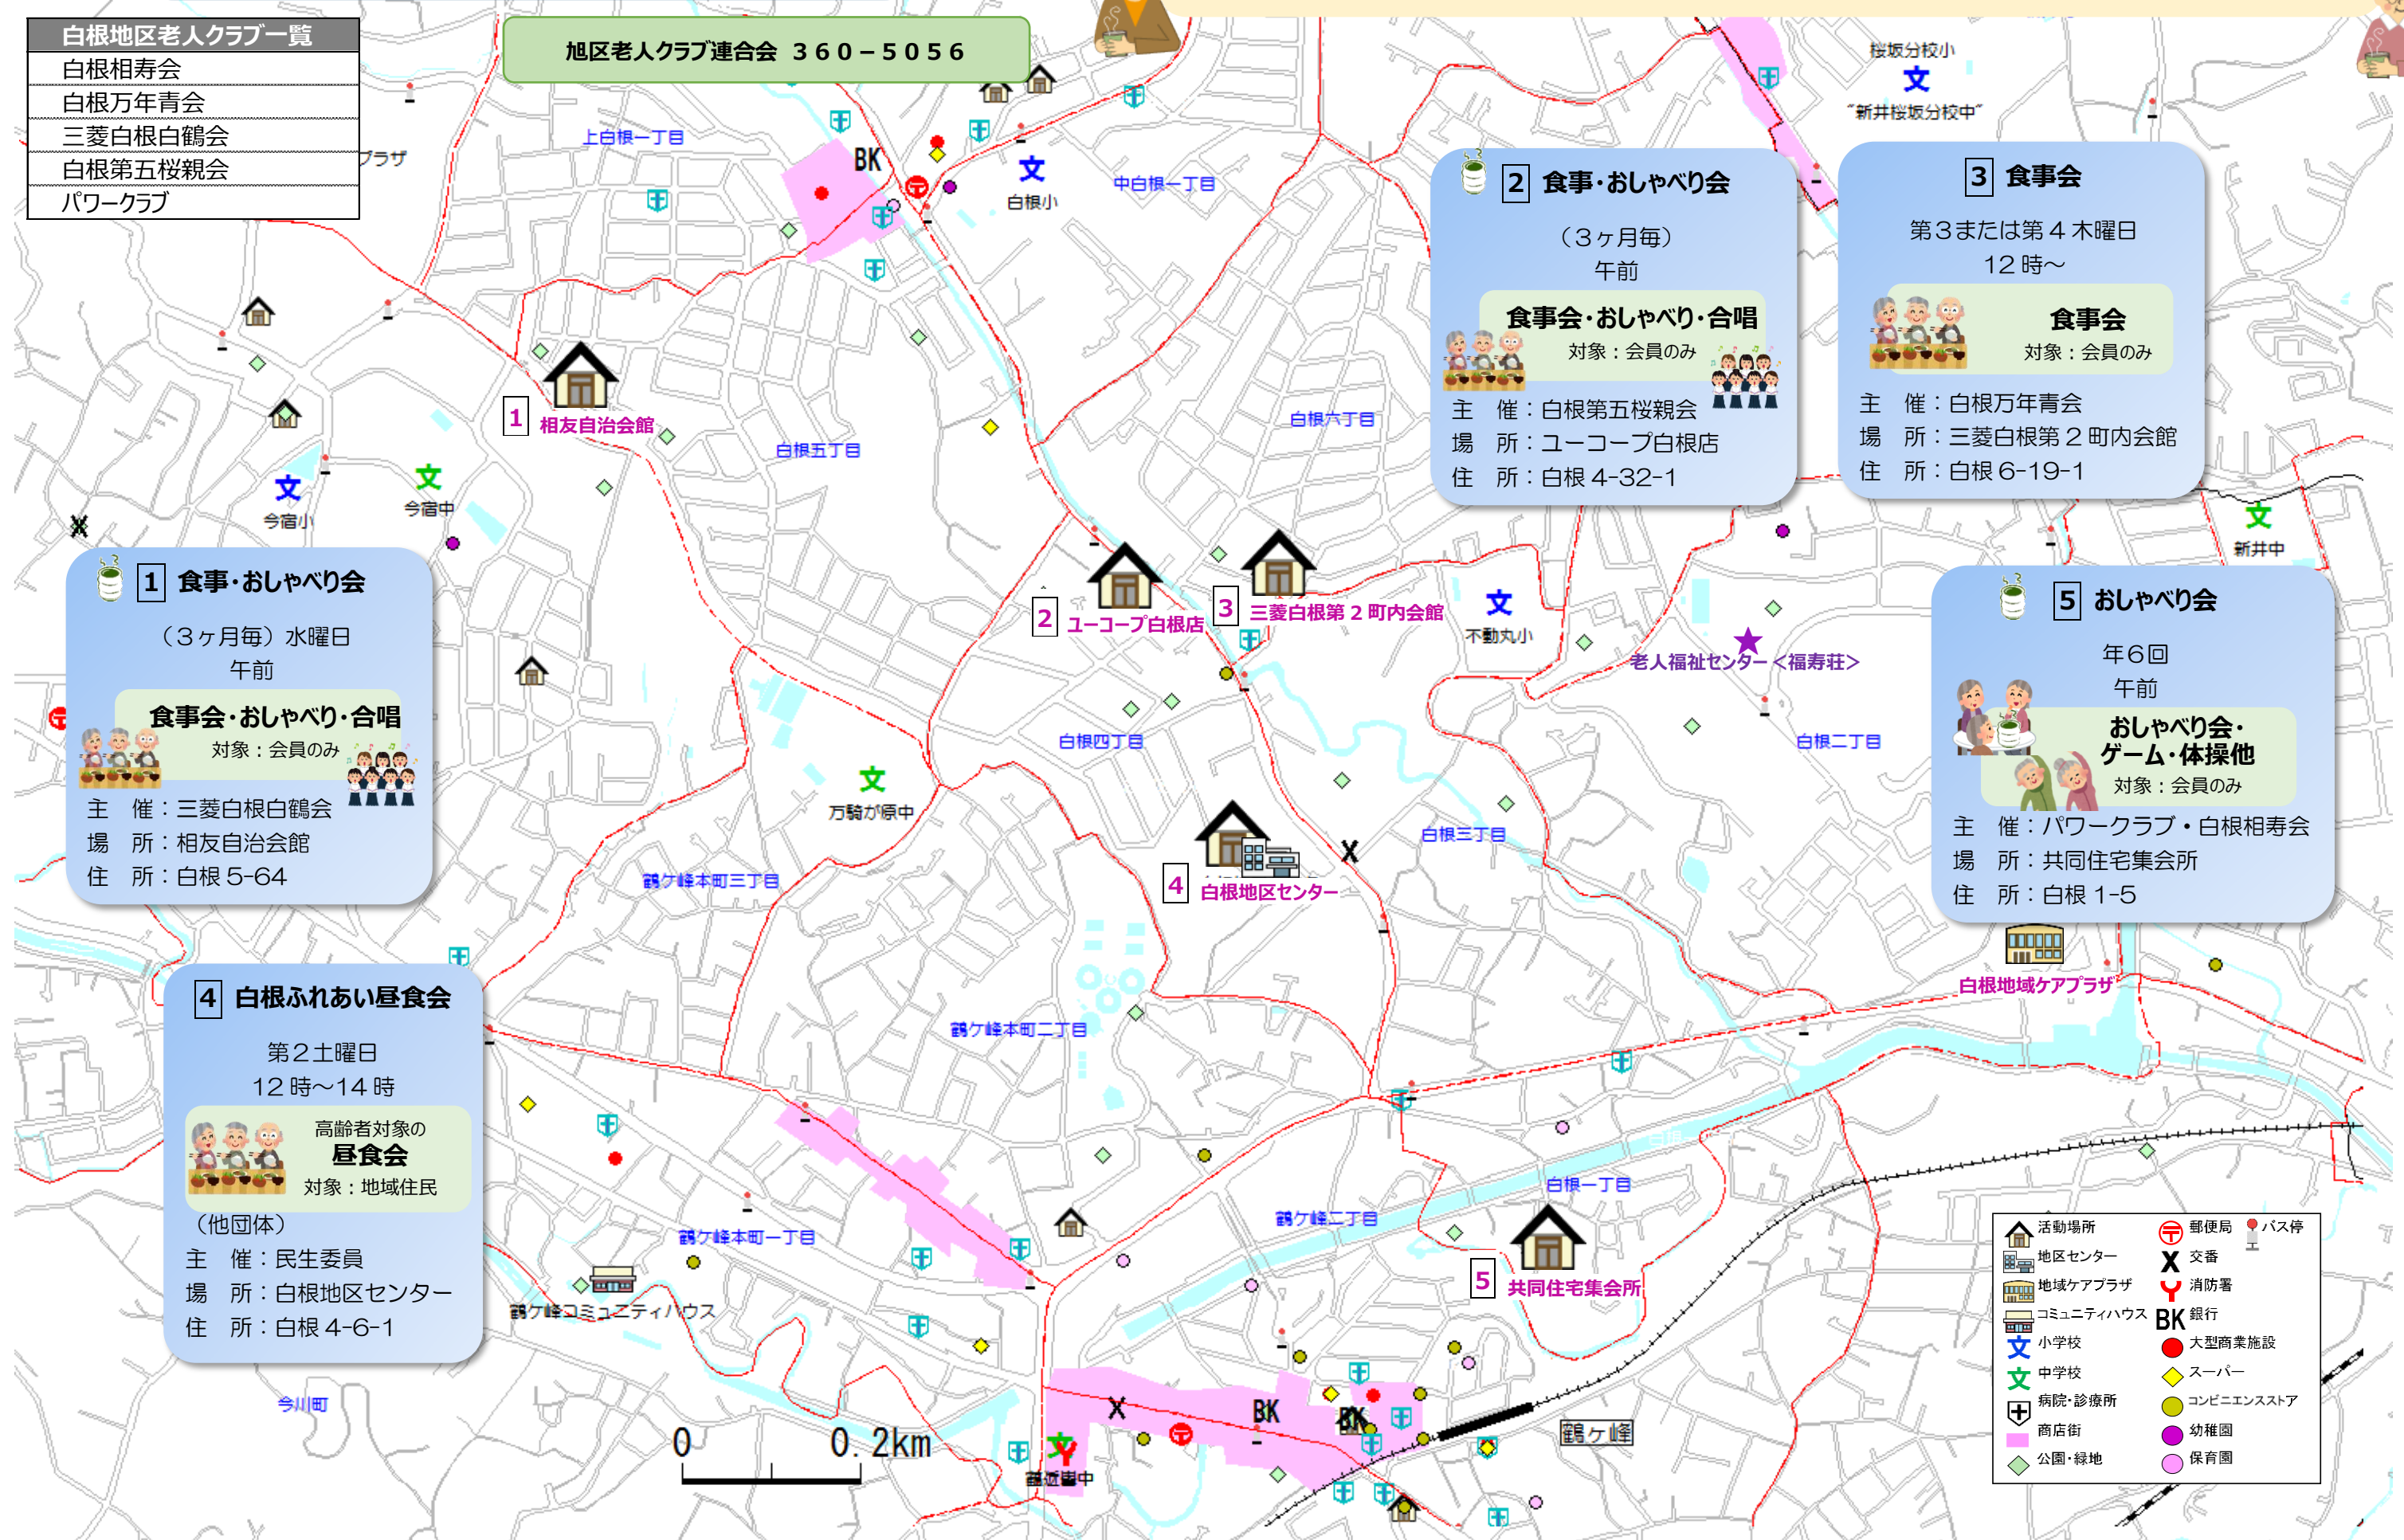 白根地区老人クラブ一覧
白根相寿会
白根万年青会
三菱白根白鶴会
白根第五桜親会
パワークラブ
旭区老人クラブ連合会 ３６０－５０５６
プラザ
上白根一丁目
BK
白根小
中白根一丁目
桜坂分校小
"新井桜坂分校中"
2 食事・おしゃべり会
（３ヶ月毎）
午前
食事会・おしゃべり・合唱
対象：会員のみ
主　催：白根第五桜親会
場　所：ユーコープ白根店
住　所：白根 4-32-1
3 食事会
第３または第 4 木曜日
12 時～
食事会
対象：会員のみ
主　催：白根万年青会
場　所：三菱白根第 2 町内会館
住　所：白根 6-19-1
1 相友自治会館
白根五丁目
白根六丁目
今宿小
今宿中
新井中
1 食事・おしゃべり会
（３ヶ月毎）水曜日
午前
食事会・おしゃべり・合唱
対象：会員のみ
主　催：三菱白根白鶴会
場　所：相友自治会館
住　所：白根 5-64
2 ユーコープ白根店
3 三菱白根第 2 町内会館
不動丸小
老人福祉センター＜福寿荘＞
白根四丁目
白根二丁目
万騎が原中
白根三丁目
鶴ケ峰本町三丁目
4 白根地区センター
5 おしゃべり会
年６回
午前
おしゃべり会・
ゲーム・体操他
対象：会員のみ
主　催：パワークラブ・白根相寿会
場　所：共同住宅集会所
住　所：白根 1-5
白根地域ケアプラザ
4 白根ふれあい昼食会
第２土曜日
12 時～14 時
高齢者対象の
昼食会
対象：地域住民
（他団体）
主　催：民生委員
場　所：白根地区センター
住　所：白根 4-6-1
鶴ケ峰本町二丁目
白根一丁目
鶴ケ峰二丁目
鶴ケ峰本町一丁目
鶴ケ峰コミュニティハウス
5 共同住宅集会所
今川町
0
0.2km
BK
BK
鶴ケ峰
活動場所
地区センター
地域ケアプラザ
コミュニティハウス
小学校
中学校
病院・診療所
商店街
公園・緑地
郵便局
バス停
交番
消防署
BK 銀行
大型商業施設
スーパー
コンビニエンスストア
幼稚園
保育園